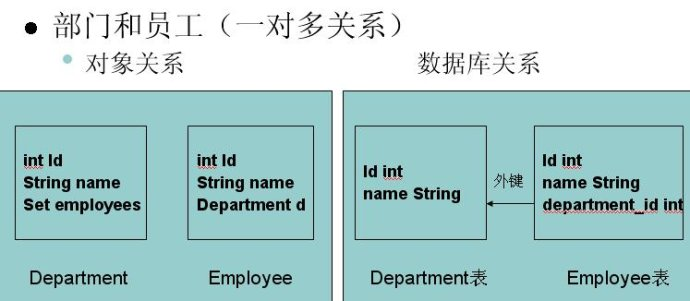 部门和员工（一对多关系）
对象关系
数据库关系
int Id
String name
Set employees
int Id
String name
Department d
Id int
name String
外键
Id int
name String
department_id int
Department
Employee
Department表
Employee表